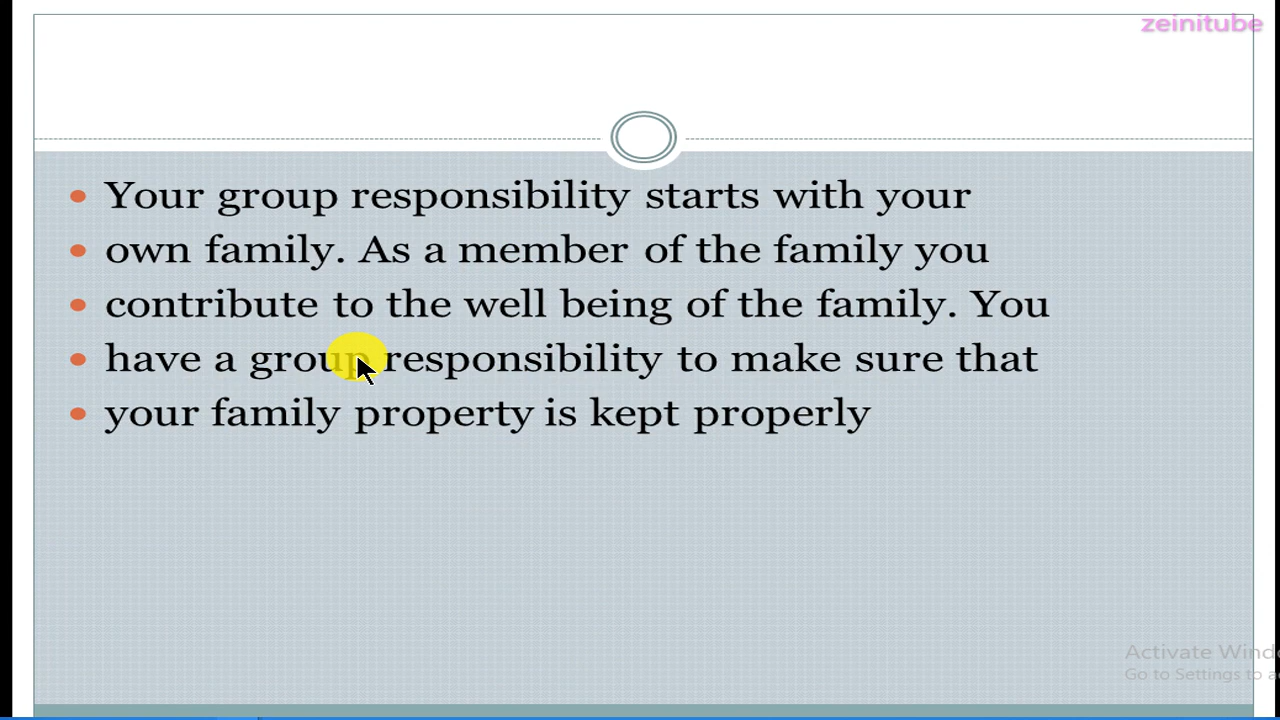 zeinitube
• Your group responsibility starts with your
• own family. As a member of the family you
• contribute to the well being of the family. You
• have a group responsibility to make sure that
• your family property is kept properly
Activate Wind
Go to Settings to a